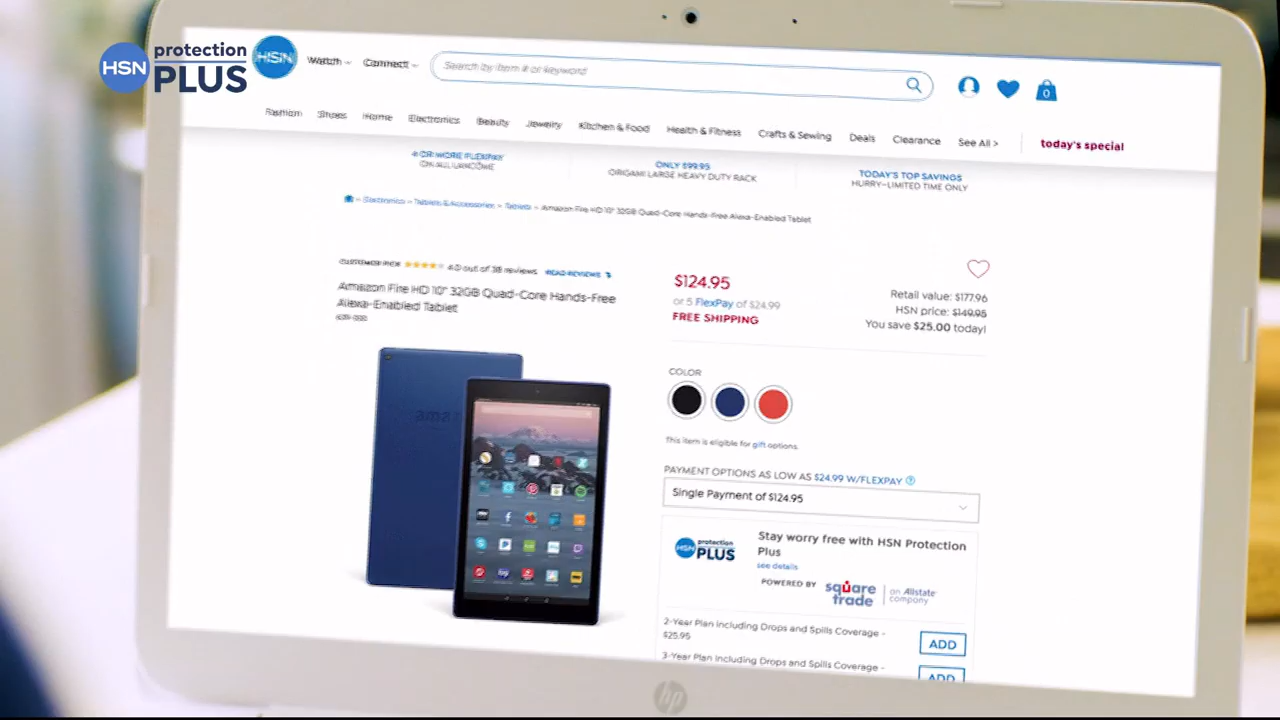 HSN protection PLUS
HSN
Watch Connect
Search by item # or keyword
0
Fashion Shoes Home Electronics Beauty Jewelry Kitchen & Food Health & Fitness Crafts & Sewing Deals Clearance See All > today's special
4 OR MORE FLEXPAY
ON ALL LANCOME
ONLY $99.95
ORIGAMI LARGE HEAVY DUTY RACK
TODAY'S TOP SAVINGS
HURRY–LIMITED TIME ONLY
Electronics Tablets & Accessories Tablets Amazon Fire HD 10" 32GB Quad-Core Hands-Free Alexa-Enabled Tablet
CUSTOMER PICK 4.0 out of 38 reviews READ REVIEWS
Amazon Fire HD 10" 32GB Quad-Core Hands-Free
Alexa-Enabled Tablet
$124.95
or 5 FlexPay of $24.99
FREE SHIPPING
Retail value: $177.96
HSN price: $149.95
You save $25.00 today!
COLOR
This item is eligible for gift options.
PAYMENT OPTIONS AS LOW AS $24.99 W/FLEXPAY ?
Single Payment of $124.95
HSN protection PLUS
Stay worry free with HSN Protection
Plus
see details
POWERED BY square trade | an Allstate company
2-Year Plan Including Drops and Spills Coverage -
$25.95
ADD
3-Year Plan Including Drops and Spills Coverage -
ADD
hp